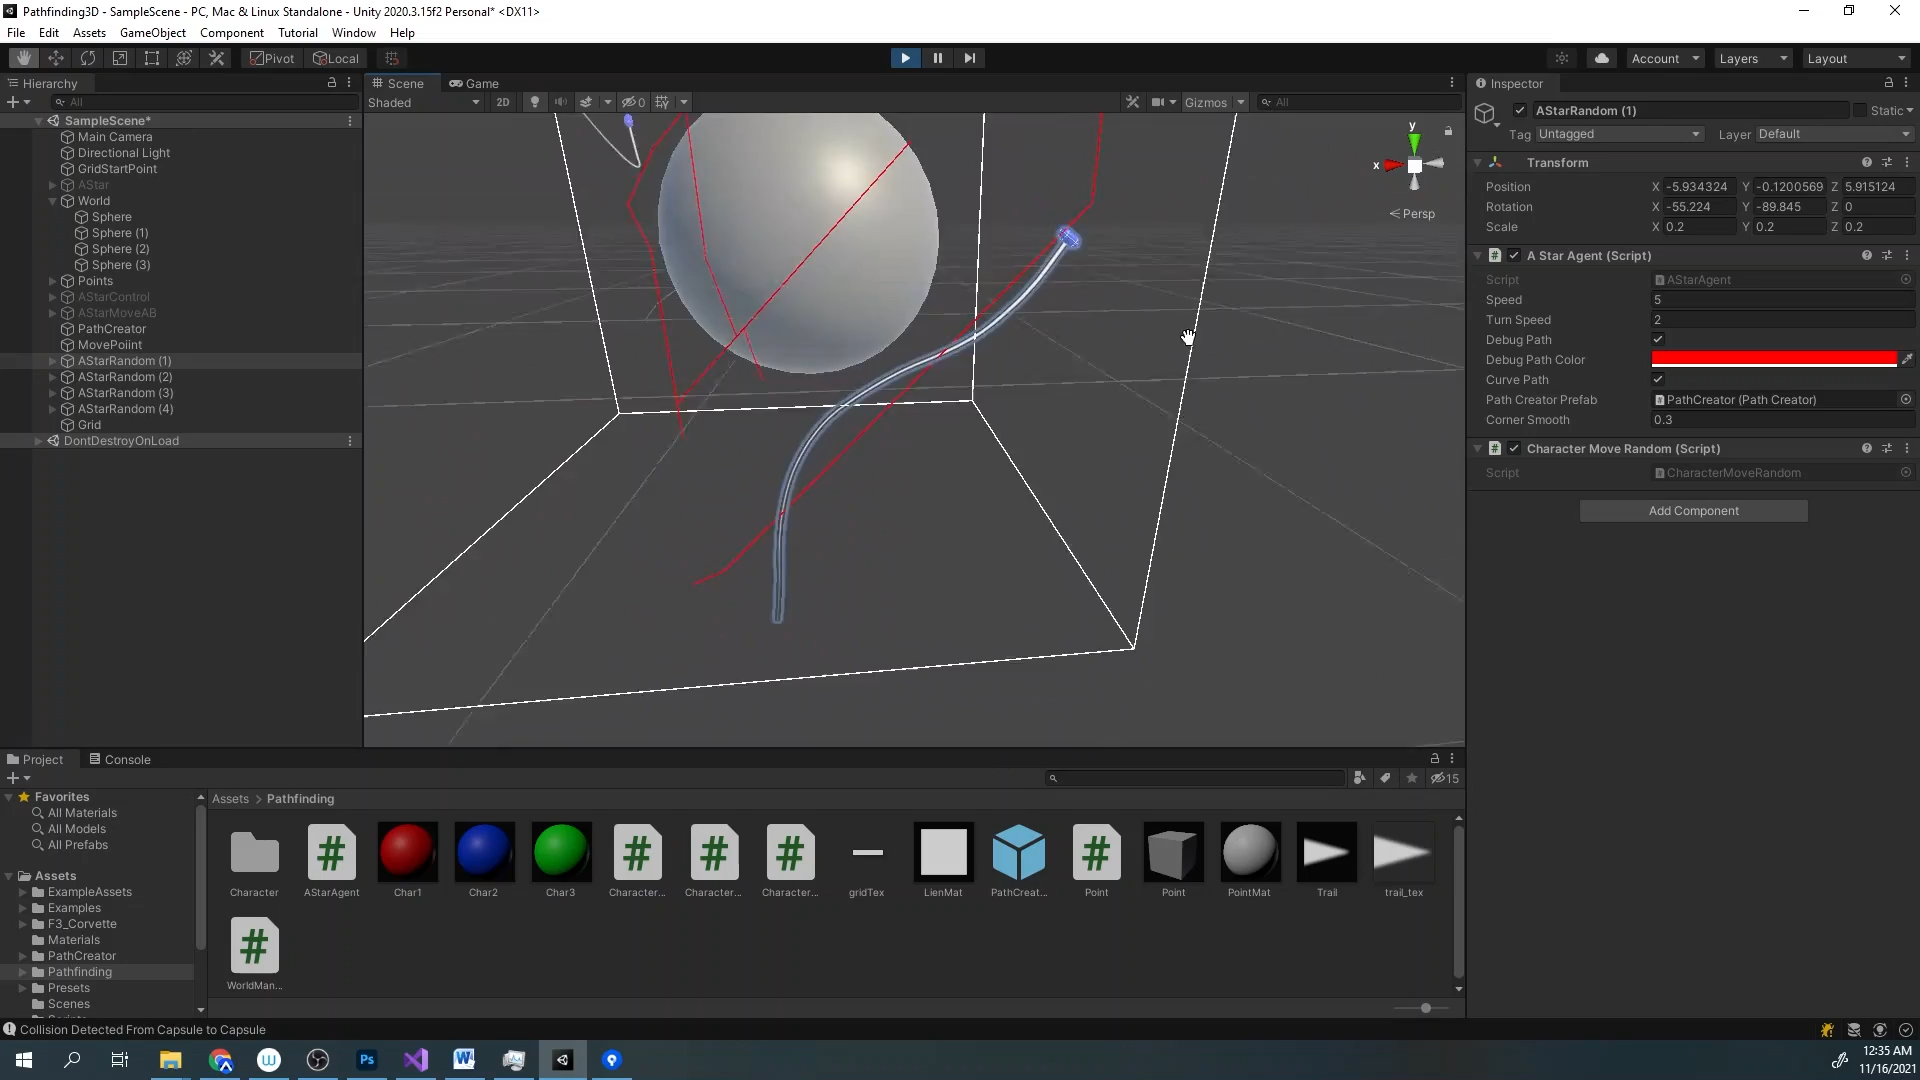 Pathfinding3D - SampleScene - PC, Mac & Linux Standalone - Unity 2020.3.15f2 Personal* <DX11>
File Edit Assets GameObject Component Tutorial Window Help
Pivot Local Account Layers Layout
Hierarchy
All
SampleScene*
Main Camera
Directional Light
GridStartPoint
AStar
World
Sphere
Sphere (1)
Sphere (2)
Sphere (3)
Points
AStarControl
AStarMoveAB
PathCreator
MovePoiint
AStarRandom (1)
AStarRandom (2)
AStarRandom (3)
AStarRandom (4)
Grid
DontDestroyOnLoad
Scene Game
Shaded 2D 0 Gizmos All
y
x
Persp
Inspector
AStarRandom (1) Static
Tag Untagged Layer Default
Transform
Position X -5.934324 Y -0.1200569 Z 5.915124
Rotation X -55.224 Y -89.845 Z 0
Scale X 0.2 Y 0.2 Z 0.2
A Star Agent (Script)
Script AStarAgent
Speed 5
Turn Speed 2
Debug Path
Debug Path Color
Curve Path
Path Creator Prefab PathCreator (Path Creator)
Corner Smooth 0.3
Character Move Random (Script)
Script CharacterMoveRandom
Add Component
Project Console
15
Favorites
All Materials
All Models
All Prefabs
Assets
ExampleAssets
Examples
F3_Corvette
Materials
PathCreator
Pathfinding
Presets
Scenes
Assets > Pathfinding
Character AStarAgent Char1 Char2 Char3 Character... Character... Character... gridTex LienMat PathCreat... Point Point PointMat Trail trail_tex
WorldMan...
Collision Detected From Capsule to Capsule
Ps
12:35 AM
11/16/2021